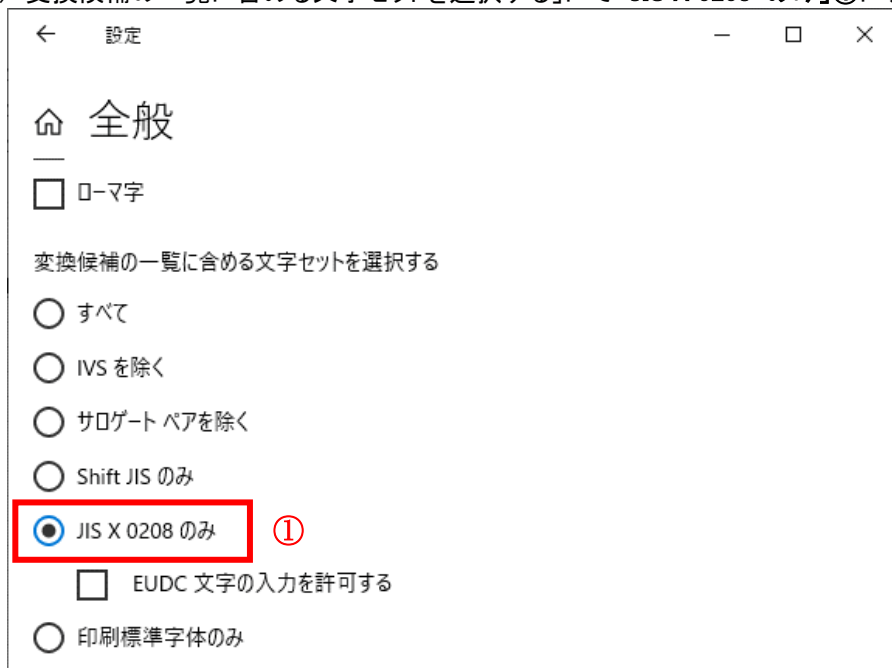 ← 設定
全般
ローマ字
変換候補の一覧に含める文字セットを選択する
すべて
IVS を除く
サロゲート ペアを除く
Shift JIS のみ
JIS X 0208 のみ ①
EUDC 文字の入力を許可する
印刷標準字体のみ